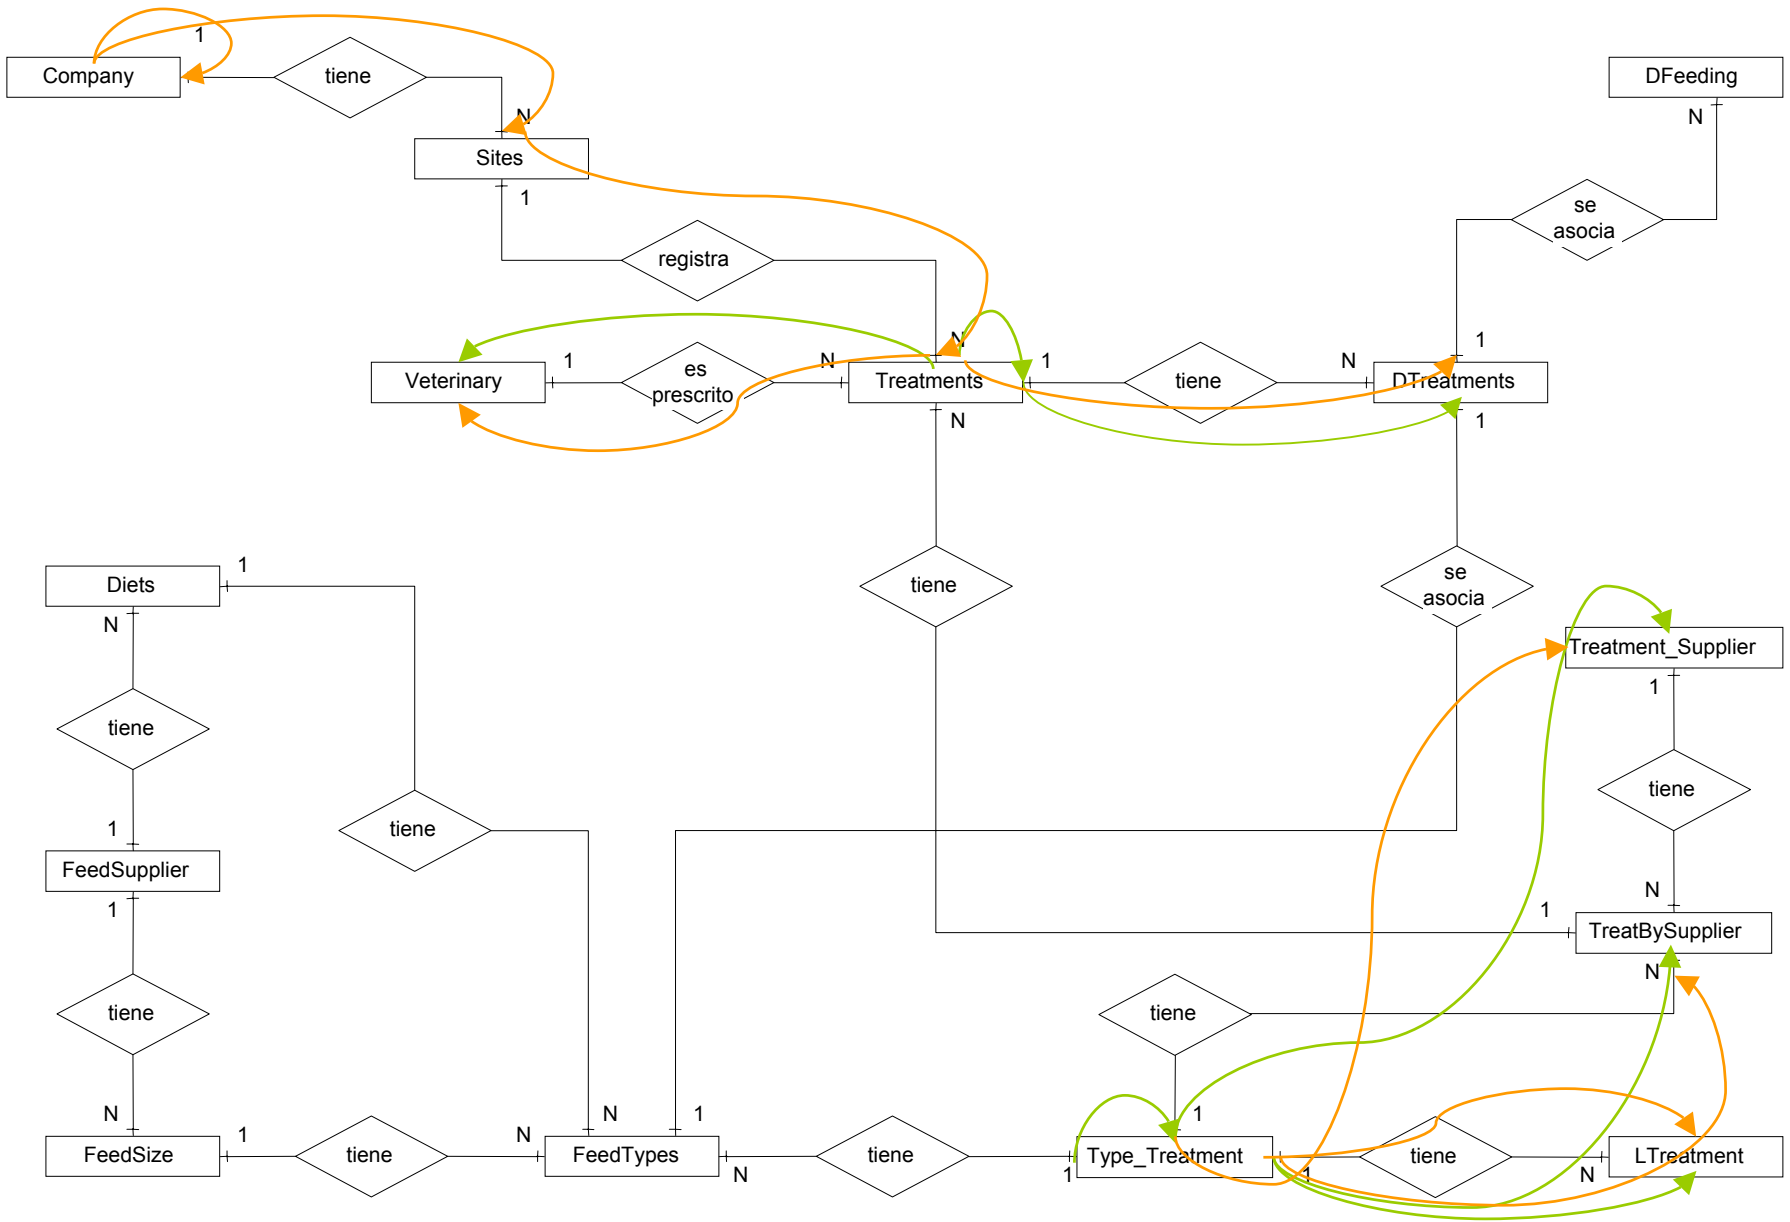 1
Company
tiene
DFeeding
N
N
Sites
1
se
asocia
registra
N
1
Veterinary
1
es
prescrito
N
Treatments
1
tiene
N
DTreatments
N
1
Diets
1
tiene
se
asocia
N
Treatment_Supplier
1
tiene
tiene
tiene
1
FeedSupplier
1
N
1
TreatBySupplier
N
tiene
tiene
N
1
N
N
1
1
FeedSize
tiene
N
FeedTypes
N
tiene
1
Type_Treatment
1
tiene
N
LTreatment